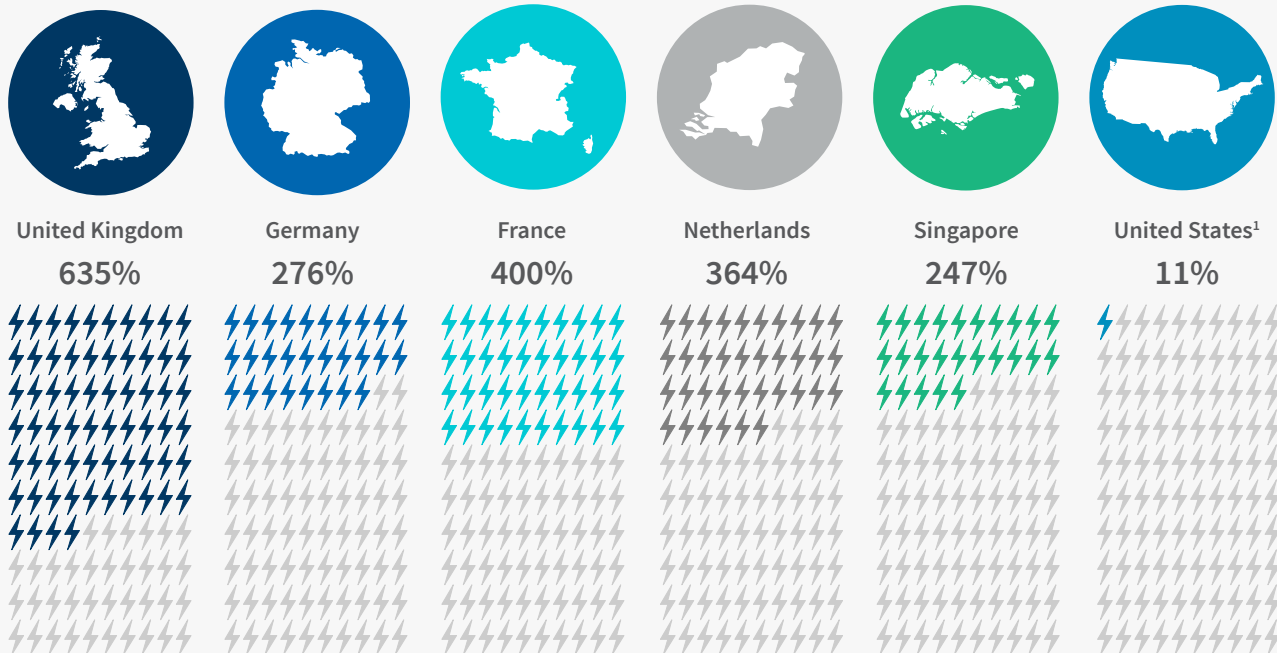 United Kingdom
635%
Germany
276%
France
400%
Netherlands
364%
Singapore
247%
United States¹
11%